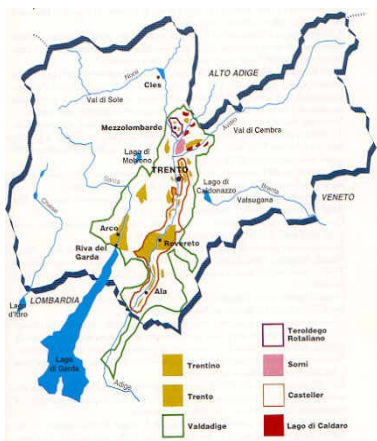 Noce
Cles
ALTO ADIGE
Val di Sole
Avisio
Mezzolombardo
Val di Cembra
Lago di
Molveno
TRENTO
Sarca
Lago di
Caldonazzo
Brenta
VENETO
Chiese
Valsugana
Arco
Riva del
Garda
Rovereto
LOMBARDIA
Ala
Lago
d'Idro
Lago
di Garda
Adige
Trentino
Trento
Valdadige
Teroldego
Rotaliano
Sorni
Casteller
Lago di Caldaro